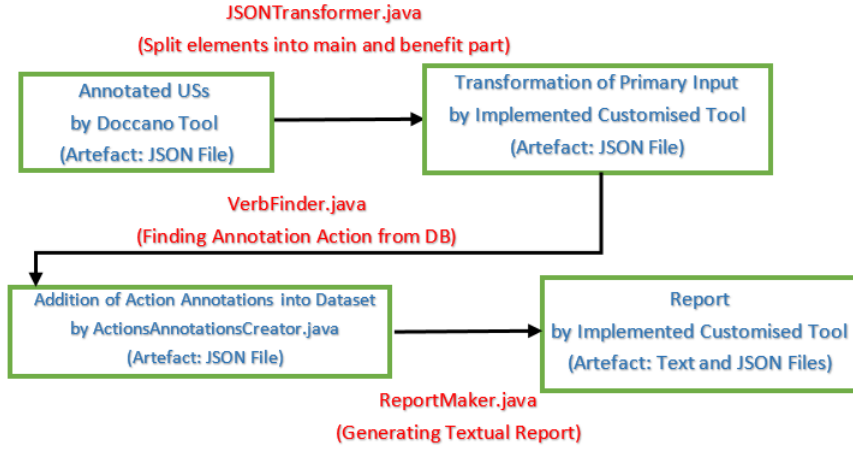 JSONTransformer.java
(Split elements into main and benefit part)
Annotated USs
by Doccano Tool
(Artefact: JSON File)
Transformation of Primary Input
by Implemented Customised Tool
(Artefact: JSON File)
VerbFinder.java
(Finding Annotation Action from DB)
Addition of Action Annotations into Dataset
by ActionsAnnotationsCreator.java
(Artefact: JSON File)
Report
by Implemented Customised Tool
(Artefact: Text and JSON Files)
ReportMaker.java
(Generating Textual Report)